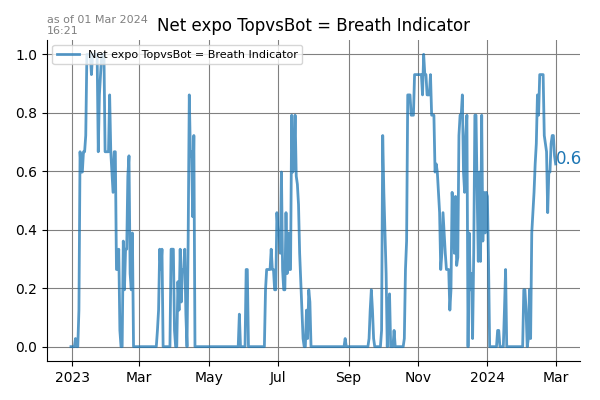 as of 01 Mar 2024
16:21
Net expo TopvsBot = Breath Indicator
Net expo TopvsBot = Breath Indicator
1.0
0.8
0.6
0.4
0.2
0.0
0.6
2023 Mar May Jul Sep Nov 2024 Mar